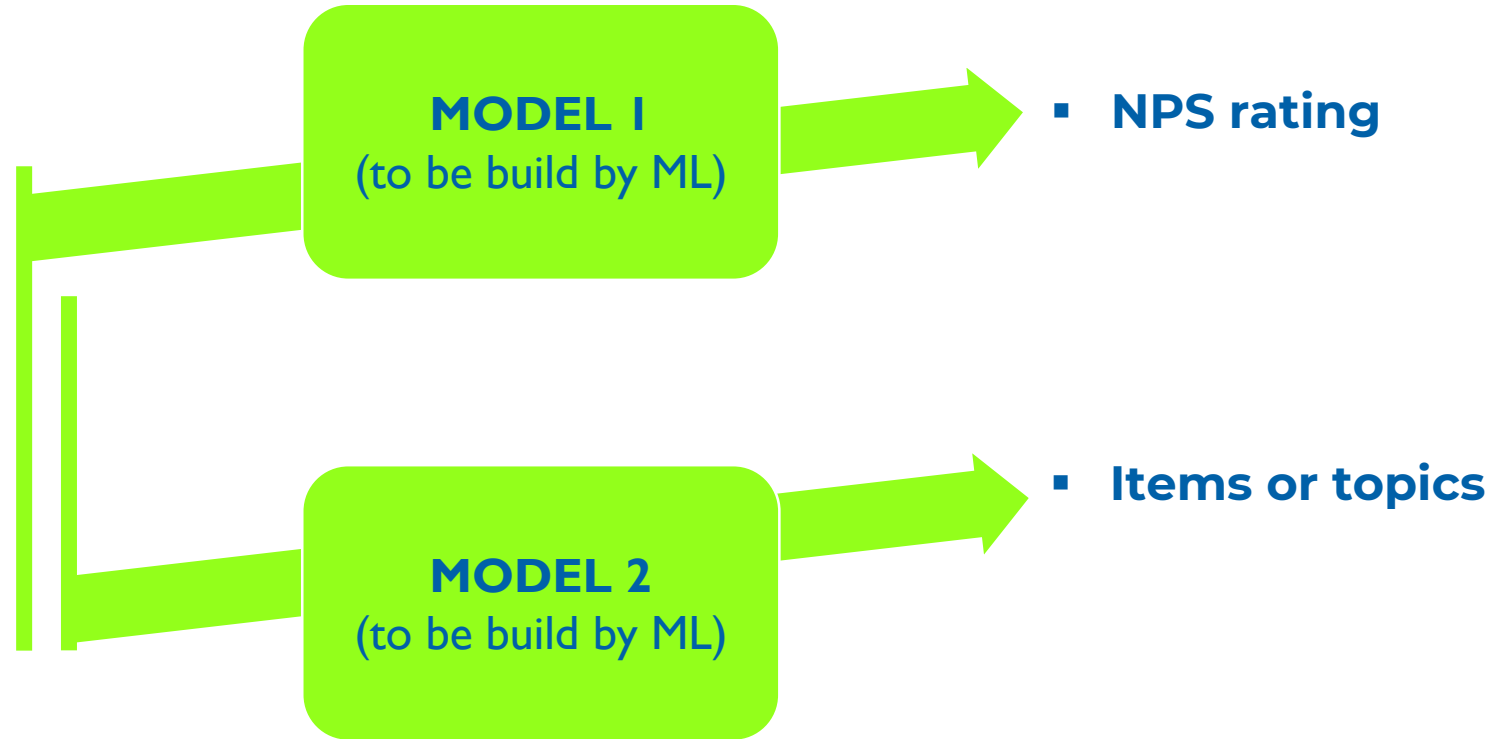 MODEL 1
(to be build by ML)
▪ NPS rating
▪ Items or topics
MODEL 2
(to be build by ML)